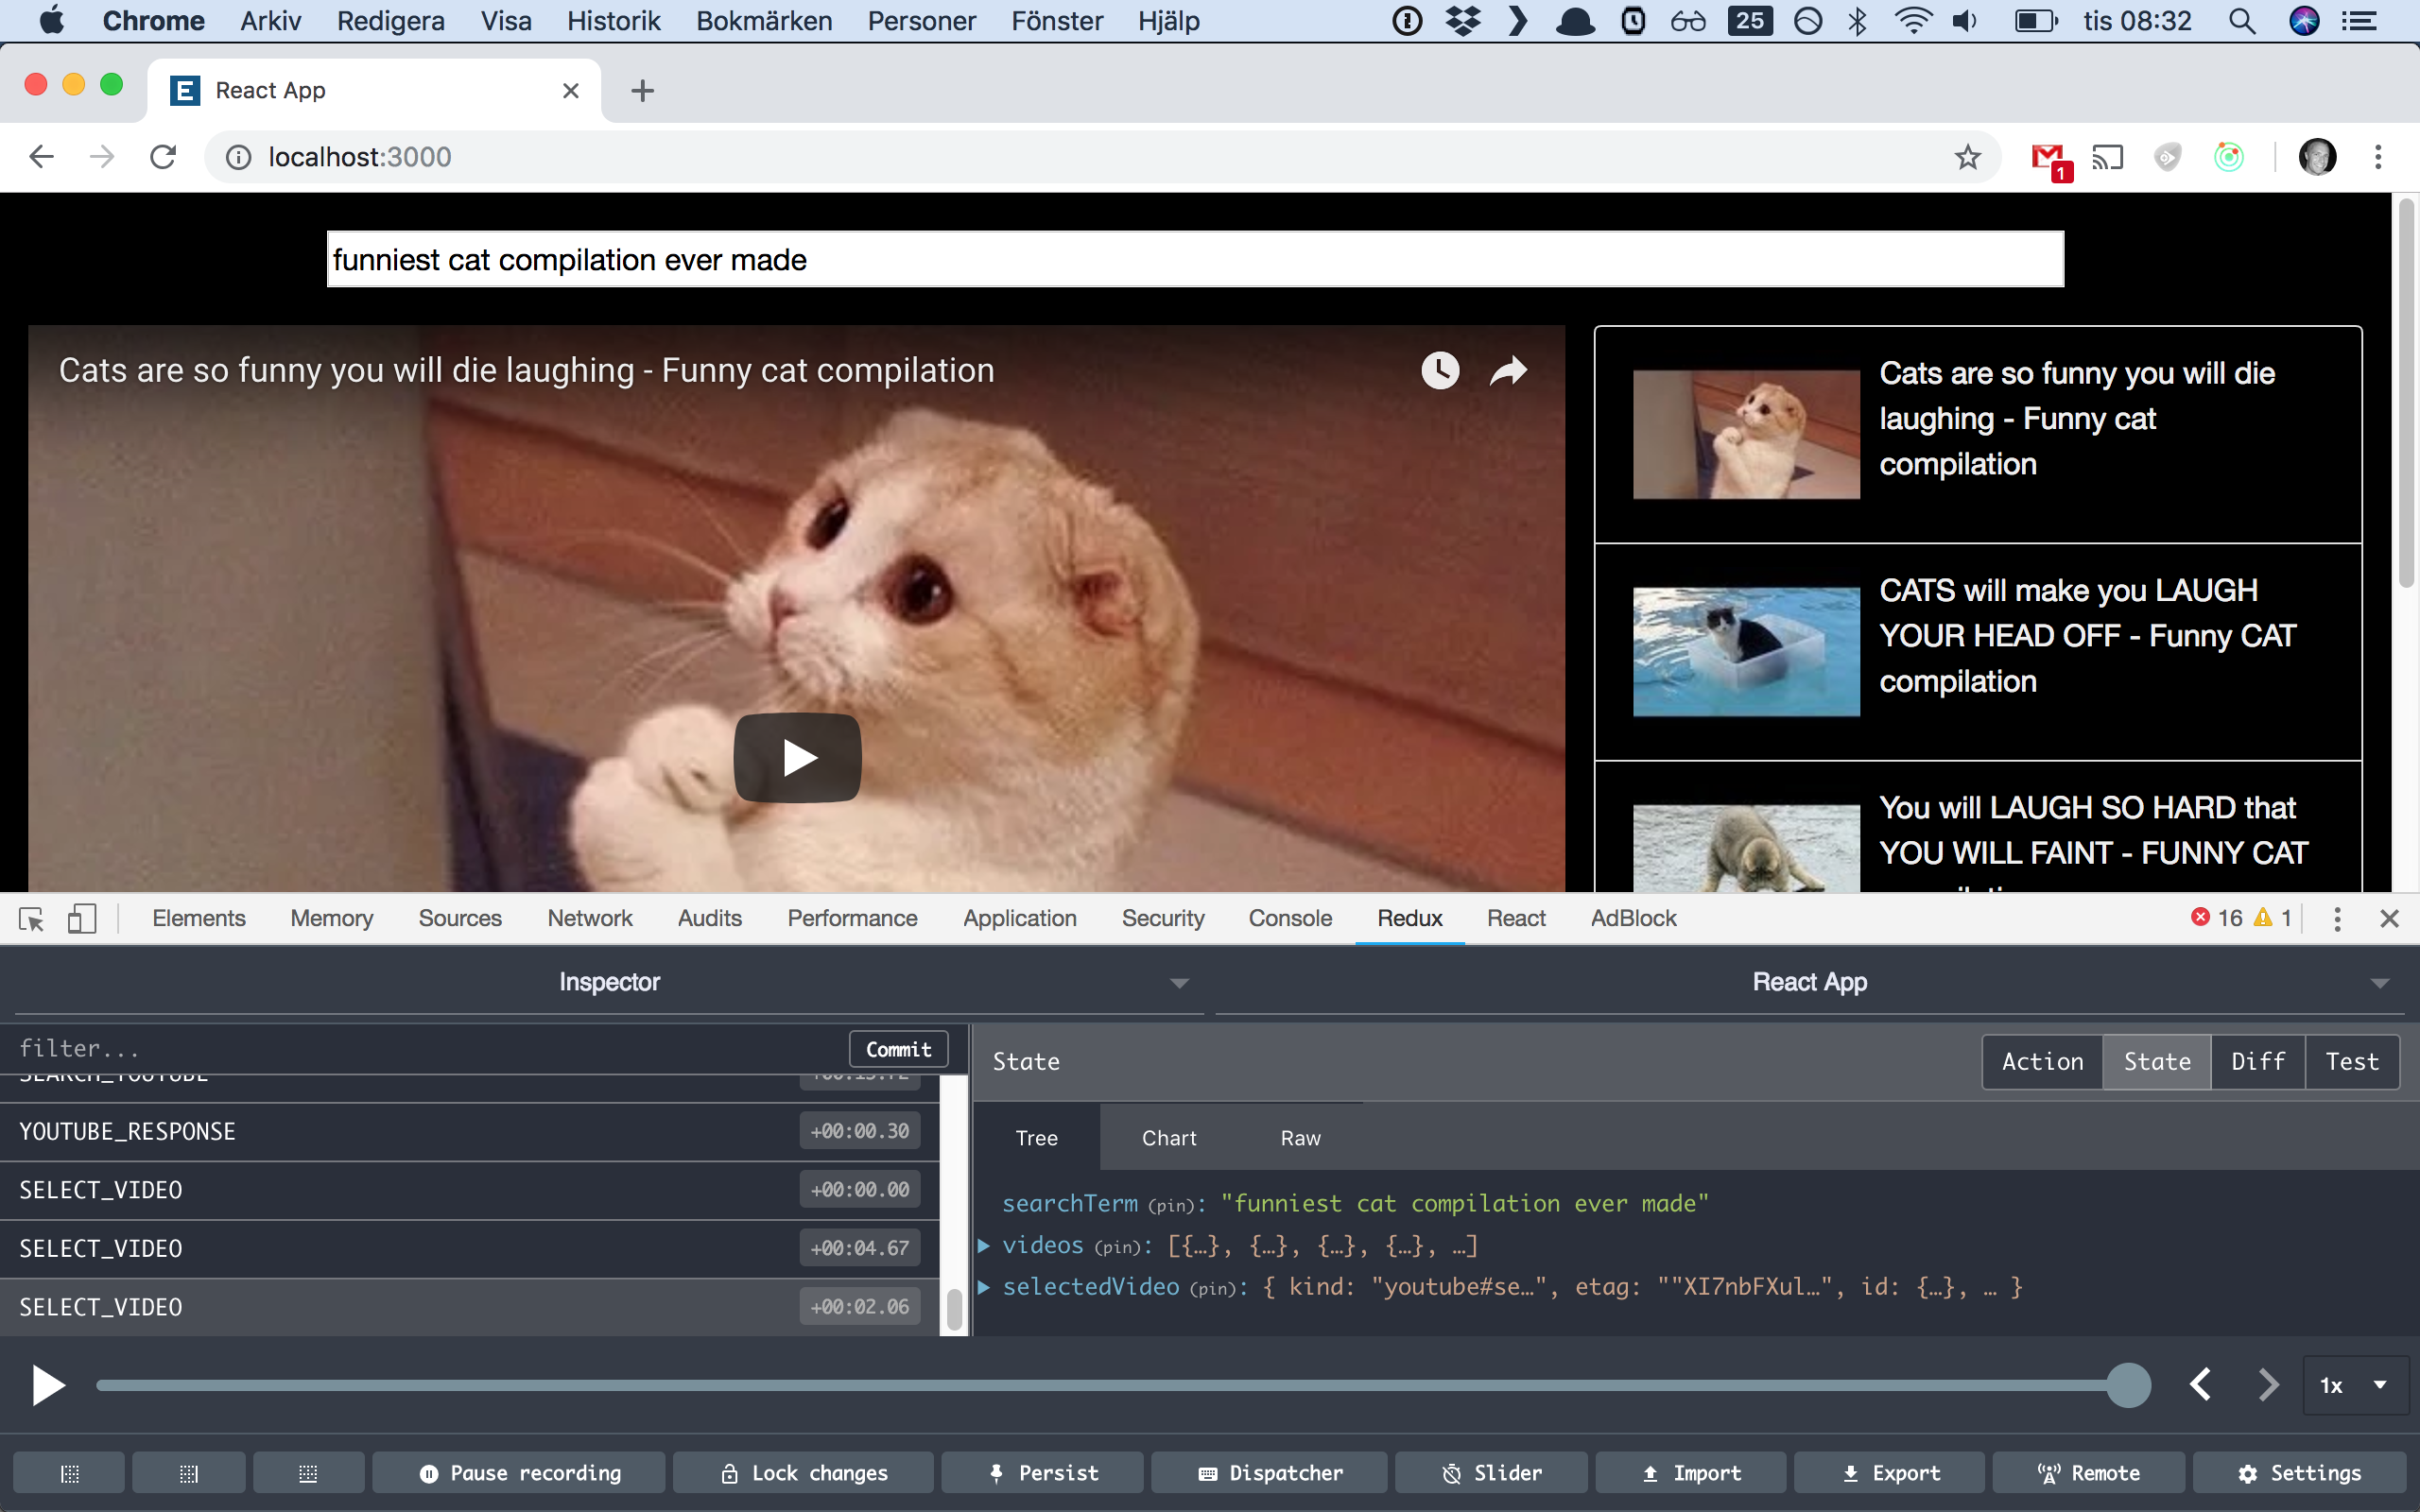 Chrome Arkiv Redigera Visa Historik Bokmärken Personer Fönster Hjälp 25 tis 08:32
E React App
localhost:3000
1
funniest cat compilation ever made
Cats are so funny you will die laughing - Funny cat compilation
Cats are so funny you will die
laughing - Funny cat
compilation
CATS will make you LAUGH
YOUR HEAD OFF - Funny CAT
compilation
You will LAUGH SO HARD that
YOU WILL FAINT - FUNNY CAT
Elements Memory Sources Network Audits Performance Application Security Console Redux React AdBlock 16 1
Inspector React App
filter... Commit
SEARCH_YOUTUBE
YOUTUBE_RESPONSE +00:00.30
SELECT_VIDEO +00:00.00
SELECT_VIDEO +00:04.67
SELECT_VIDEO +00:02.06
State Action State Diff Test
Tree Chart Raw
searchTerm (pin): "funniest cat compilation ever made"
videos (pin): [{…}, {…}, {…}, {…}, …]
selectedVideo (pin): { kind: "youtube#se…", etag: ""XI7nbFXul…", id: {…}, … }
1x
Pause recording Lock changes Persist Dispatcher Slider Import Export Remote Settings